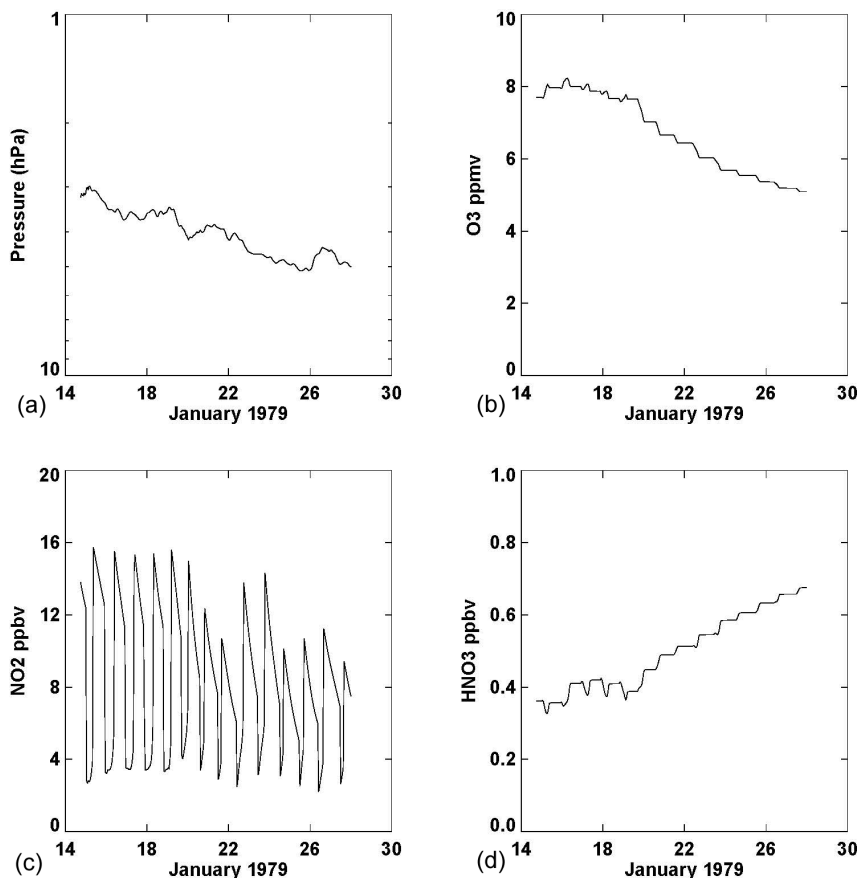 1
Pressure (hPa)
10
14 18 22 26 30
January 1979
(a)
10
8
6
4
2
0
O3 ppmv
14 18 22 26 30
January 1979
(b)
20
16
12
8
4
0
NO2 ppbv
14 18 22 26 30
January 1979
(c)
1.0
0.8
0.6
0.4
0.2
0.0
HNO3 ppbv
14 18 22 26 30
January 1979
(d)